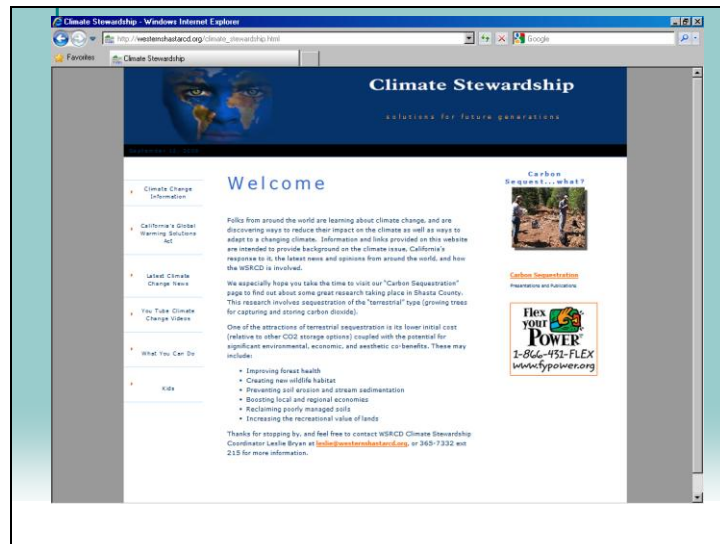 Climate Stewardship - Windows Internet Explorer
http://westernshastarcd.org/climate_stewardship.html
Google
Favorites
Climate Stewardship
Climate Stewardship
solutions for future generations
Climate Change
Information
California's Global
Warming Solutions
Act
Latest Climate
Change News
You Tube Climate
Change Videos
What You Can Do
Kids
Welcome
Folks from around the world are learning about climate change, and are
discovering ways to reduce their impact on the climate as well as ways to
adapt to a changing climate. Information and links provided on this website
are intended to provide background on the climate issue, California's
response to it, the latest news and opinions from around the world, and how
the WSRCD is involved.
We especially hope you take the time to visit our "Carbon Sequestration"
page to find out about some great research taking place in Shasta County.
This research involves sequestration of the "terrestrial" type (growing trees
for capturing and storing carbon dioxide).
One of the attractions of terrestrial sequestration is its lower initial cost
(relative to other CO2 storage options) coupled with the potential for
significant environmental, economic, and aesthetic co-benefits. These may
include:
• Improving forest health
• Creating new wildlife habitat
• Preventing soil erosion and stream sedimentation
• Boosting local and regional economies
• Reclaiming poorly managed soils
• Increasing the recreational value of lands
Thanks for stopping by, and feel free to contact WSRCD Climate Stewardship
Coordinator Leslie Bryan at leslie@westernshastarcd.org, or 365-7332 ext
215 for more information.
Carbon
Sequest...what?
Carbon Sequestration
Presentations and Publications
Flex
your
POWER
1-866-431-FLEX
www.fypower.org